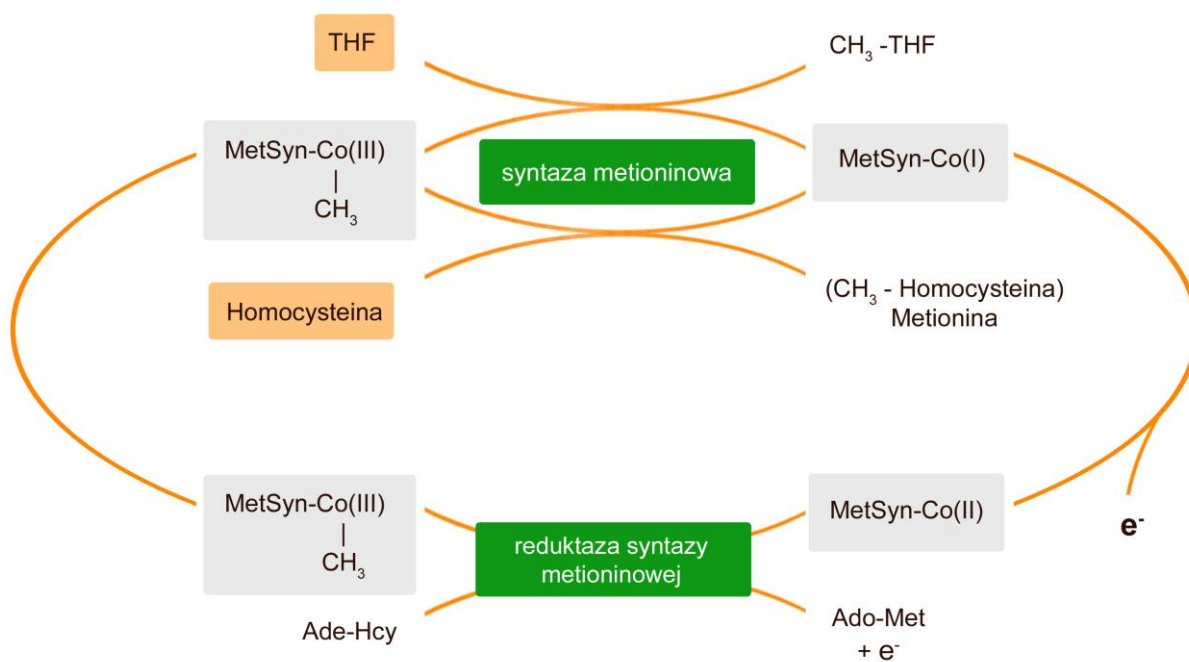 THF
CH₃ -THF
MetSyn-Co(III)
|
CH₃
syntaza metioninowa
MetSyn-Co(I)
Homocysteina
(CH₃ - Homocysteina)
Metionina
MetSyn-Co(III)
|
CH₃
reduktaza syntazy
metioninowej
MetSyn-Co(II)
e⁻
Ade-Hcy
Ado-Met
+ e⁻